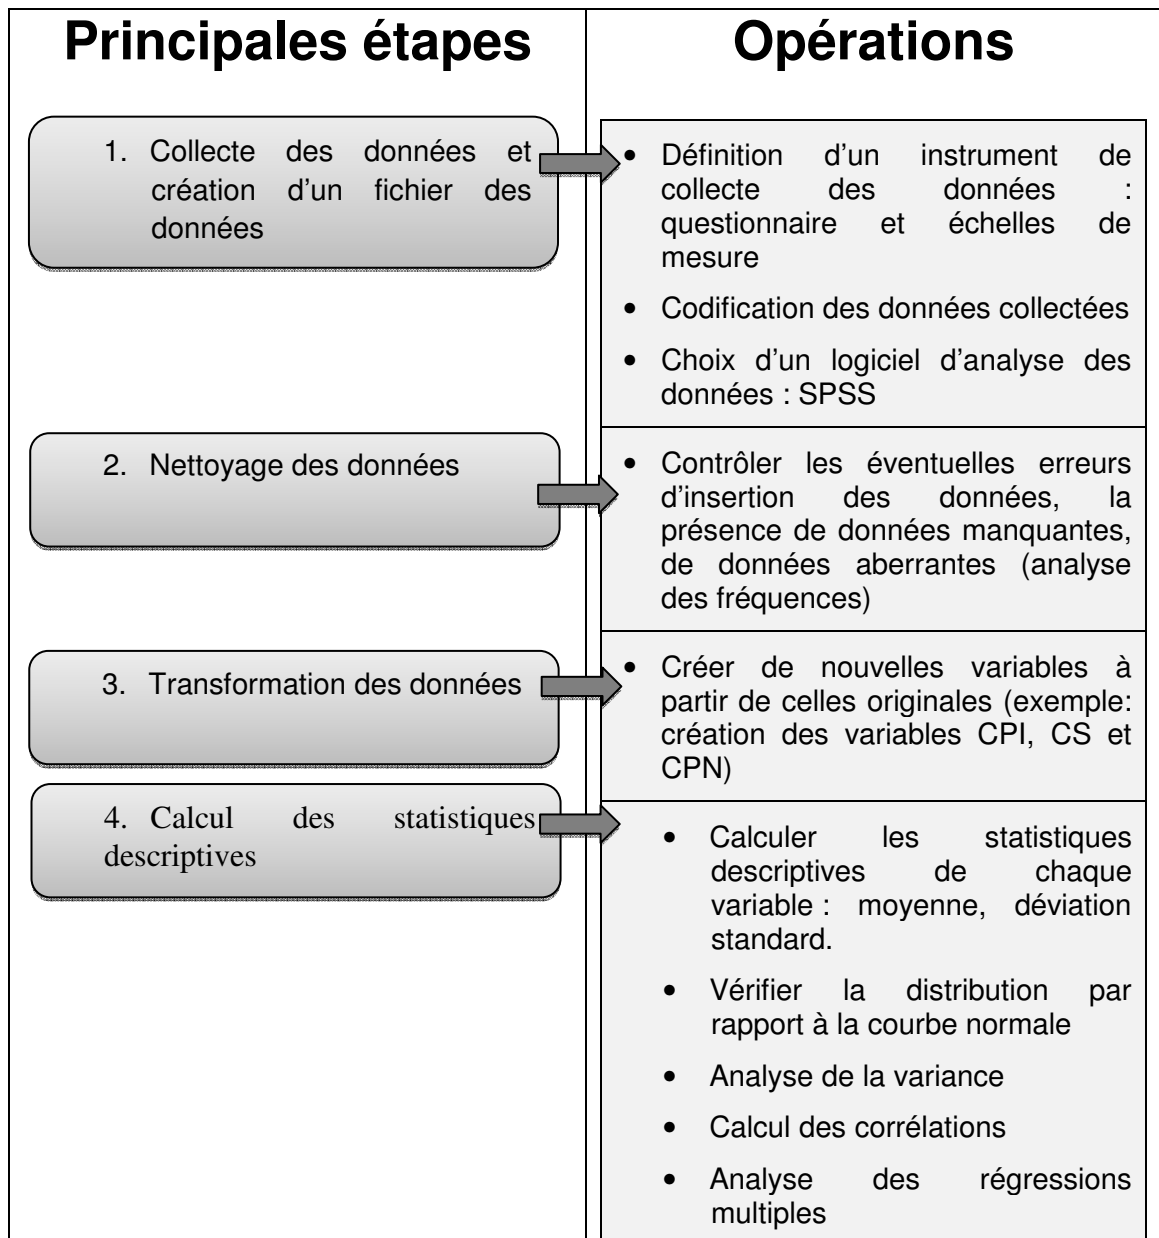 Principales étapes
Opérations
1. Collecte des données et
création d’un fichier des
données
• Définition d’un instrument de
collecte des données :
questionnaire et échelles de
mesure
• Codification des données collectées
• Choix d’un logiciel d’analyse des
données : SPSS
2. Nettoyage des données
• Contrôler les éventuelles erreurs
d’insertion des données, la
présence de données manquantes,
de données aberrantes (analyse
des fréquences)
3. Transformation des données
• Créer de nouvelles variables à
partir de celles originales (exemple:
création des variables CPI, CS et
CPN)
4. Calcul des statistiques
descriptives
• Calculer les statistiques
descriptives de chaque
variable : moyenne, déviation
standard.
• Vérifier la distribution par
rapport à la courbe normale
• Analyse de la variance
• Calcul des corrélations
• Analyse des régressions
multiples